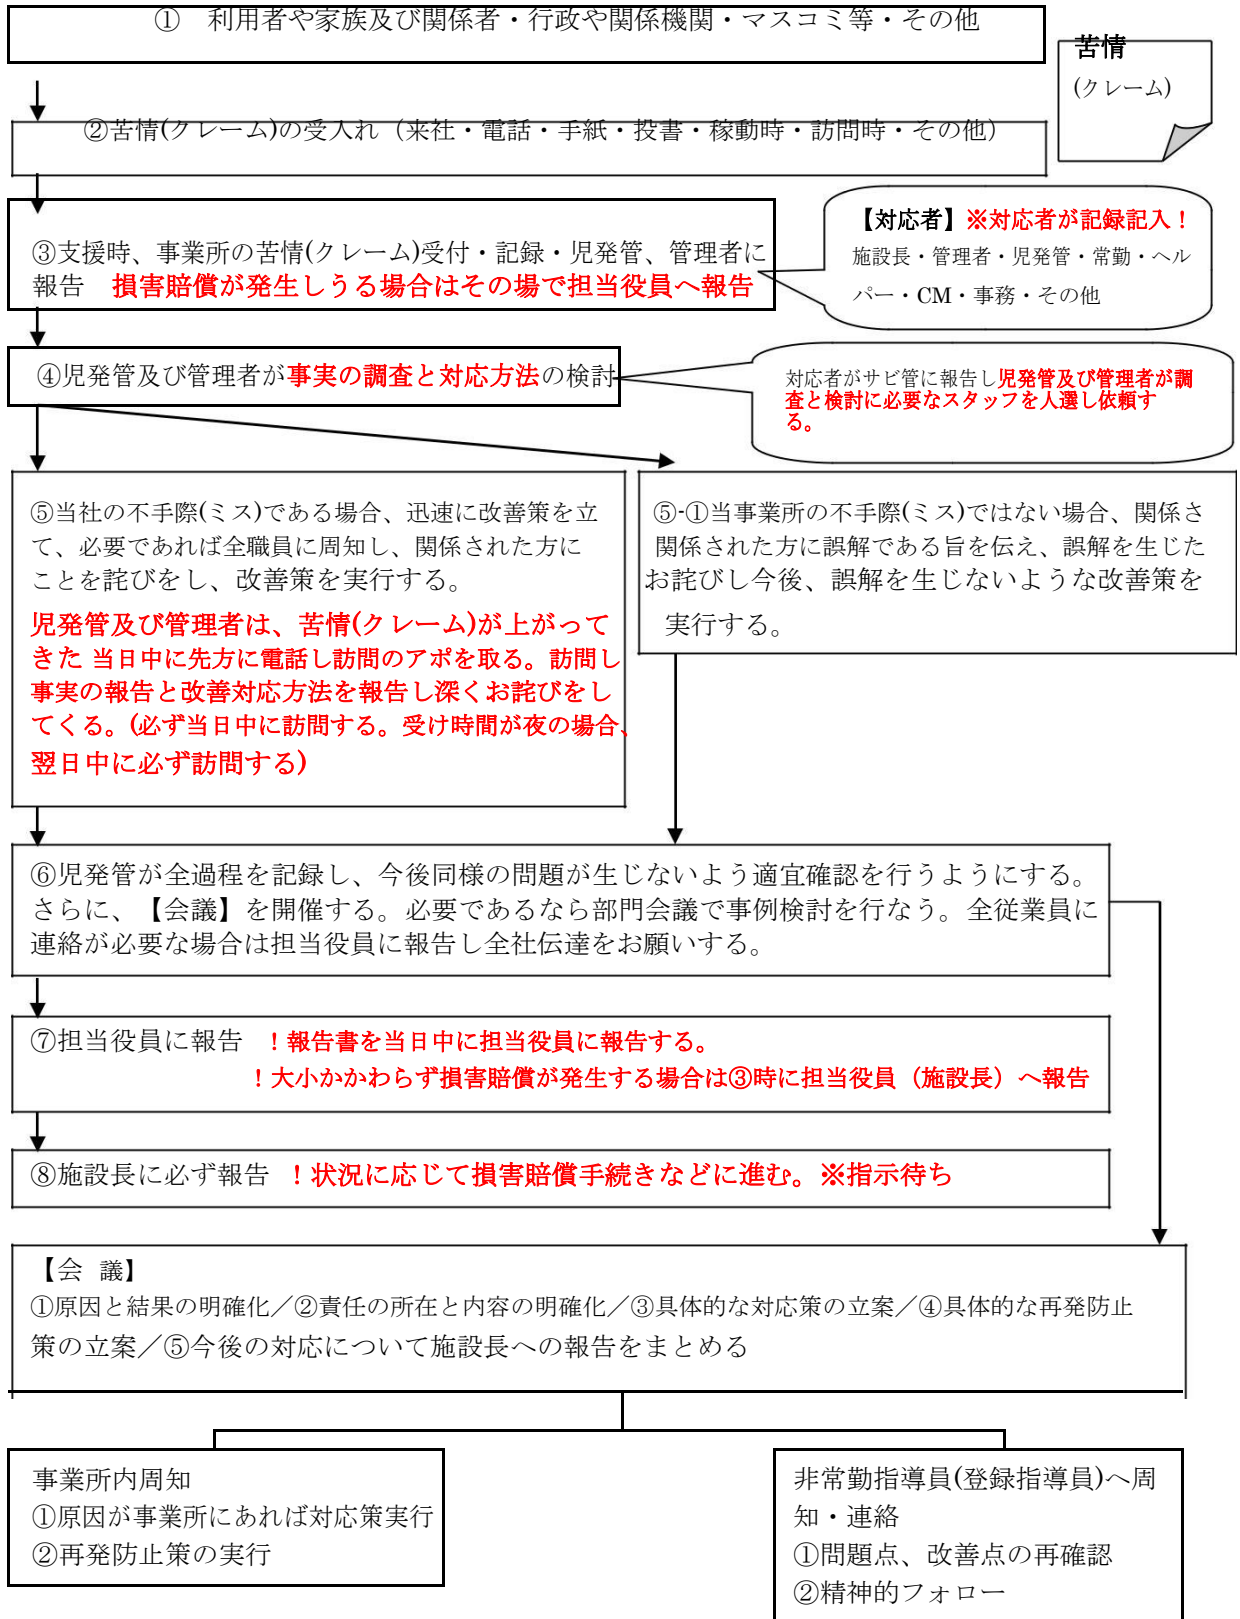 ① 利用者や家族及び関係者・行政や関係機関・マスコミ等・その他
苦情
(クレーム)
②苦情(クレーム)の受入れ（来社・電話・手紙・投書・稼動時・訪問時・その他）
③支援時、事業所の苦情(クレーム)受付・記録・児発管、管理者に
報告 損害賠償が発生しうる場合はその場で担当役員へ報告
【対応者】※対応者が記録記入！
施設長・管理者・児発管・常勤・ヘル
パー・CM・事務・その他
④児発管及び管理者が事実の調査と対応方法の検討
対応者がサビ管に報告し児発管及び管理者が調
査と検討に必要なスタッフを人選し依頼す
る。
⑤当社の不手際(ミス)である場合、迅速に改善策を立
て、必要であれば全職員に周知し、関係された方に
ことを詫びをし、改善策を実行する。
児発管及び管理者は、苦情(クレーム)が上がって
きた 当日中に先方に電話し訪問のアポを取る。訪問し
事実の報告と改善対応方法を報告し深くお詫びをし
てくる。(必ず当日中に訪問する。受け時間が夜の場合、
翌日中に必ず訪問する)
⑤-①当事業所の不手際(ミス)ではない場合、関係さ
関係された方に誤解である旨を伝え、誤解を生じた
お詫びし今後、誤解を生じないような改善策を
実行する。
⑥児発管が全過程を記録し、今後同様の問題が生じないよう適宜確認を行うようにする。
さらに、【会議】を開催する。必要であるなら部門会議で事例検討を行なう。全従業員に
連絡が必要な場合は担当役員に報告し全社伝達をお願いする。
⑦担当役員に報告 ！報告書を当日中に担当役員に報告する。
！大小かかわらず損害賠償が発生する場合は③時に担当役員（施設長）へ報告
⑧施設長に必ず報告 ！状況に応じて損害賠償手続きなどに進む。※指示待ち
【会 議】
①原因と結果の明確化／②責任の所在と内容の明確化／③具体的な対応策の立案／④具体的な再発防止
策の立案／⑤今後の対応について施設長への報告をまとめる
事業所内周知
①原因が事業所にあれば対応策実行
②再発防止策の実行
非常勤指導員(登録指導員)へ周
知・連絡
①問題点、改善点の再確認
②精神的フォロー